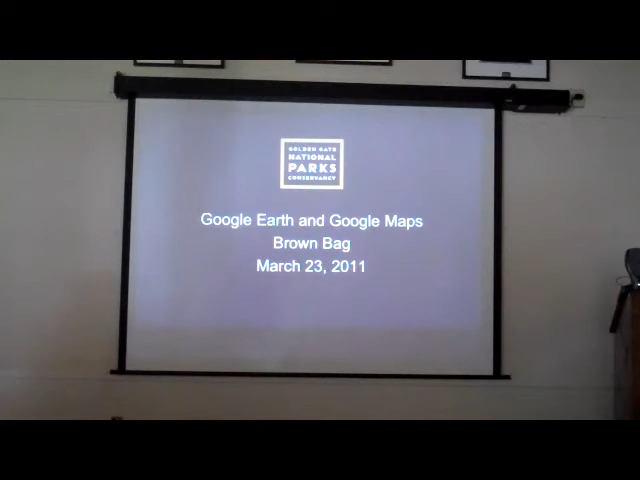 GOLDEN GATE
NATIONAL
PARKS
CONSERVANCY
Google Earth and Google Maps
Brown Bag
March 23, 2011